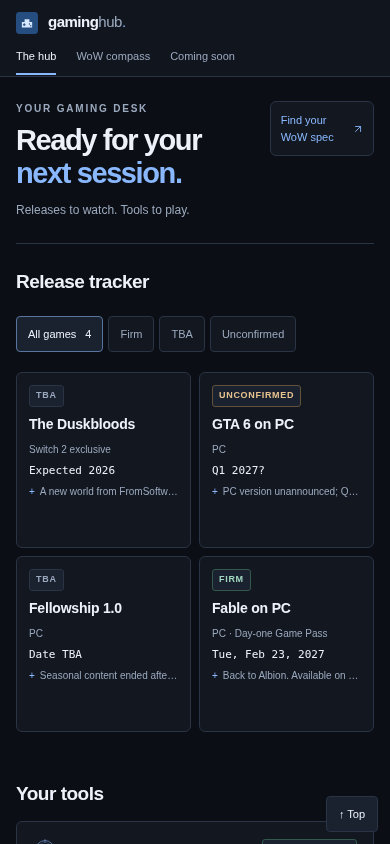 gaminghub.
The hub WoW compass Coming soon
YOUR GAMING DESK
Ready for your
next session.
Find your
WoW spec
Releases to watch. Tools to play.
Release tracker
All games 4 Firm TBA Unconfirmed
TBA
The Duskbloods
Switch 2 exclusive
Expected 2026
+ A new world from FromSoftw…
UNCONFIRMED
GTA 6 on PC
PC
Q1 2027?
+ PC version unannounced; Q…
TBA
Fellowship 1.0
PC
Date TBA
+ Seasonal content ended afte…
FIRM
Fable on PC
PC · Day-one Game Pass
Tue, Feb 23, 2027
+ Back to Albion. Available on …
Your tools
↑ Top